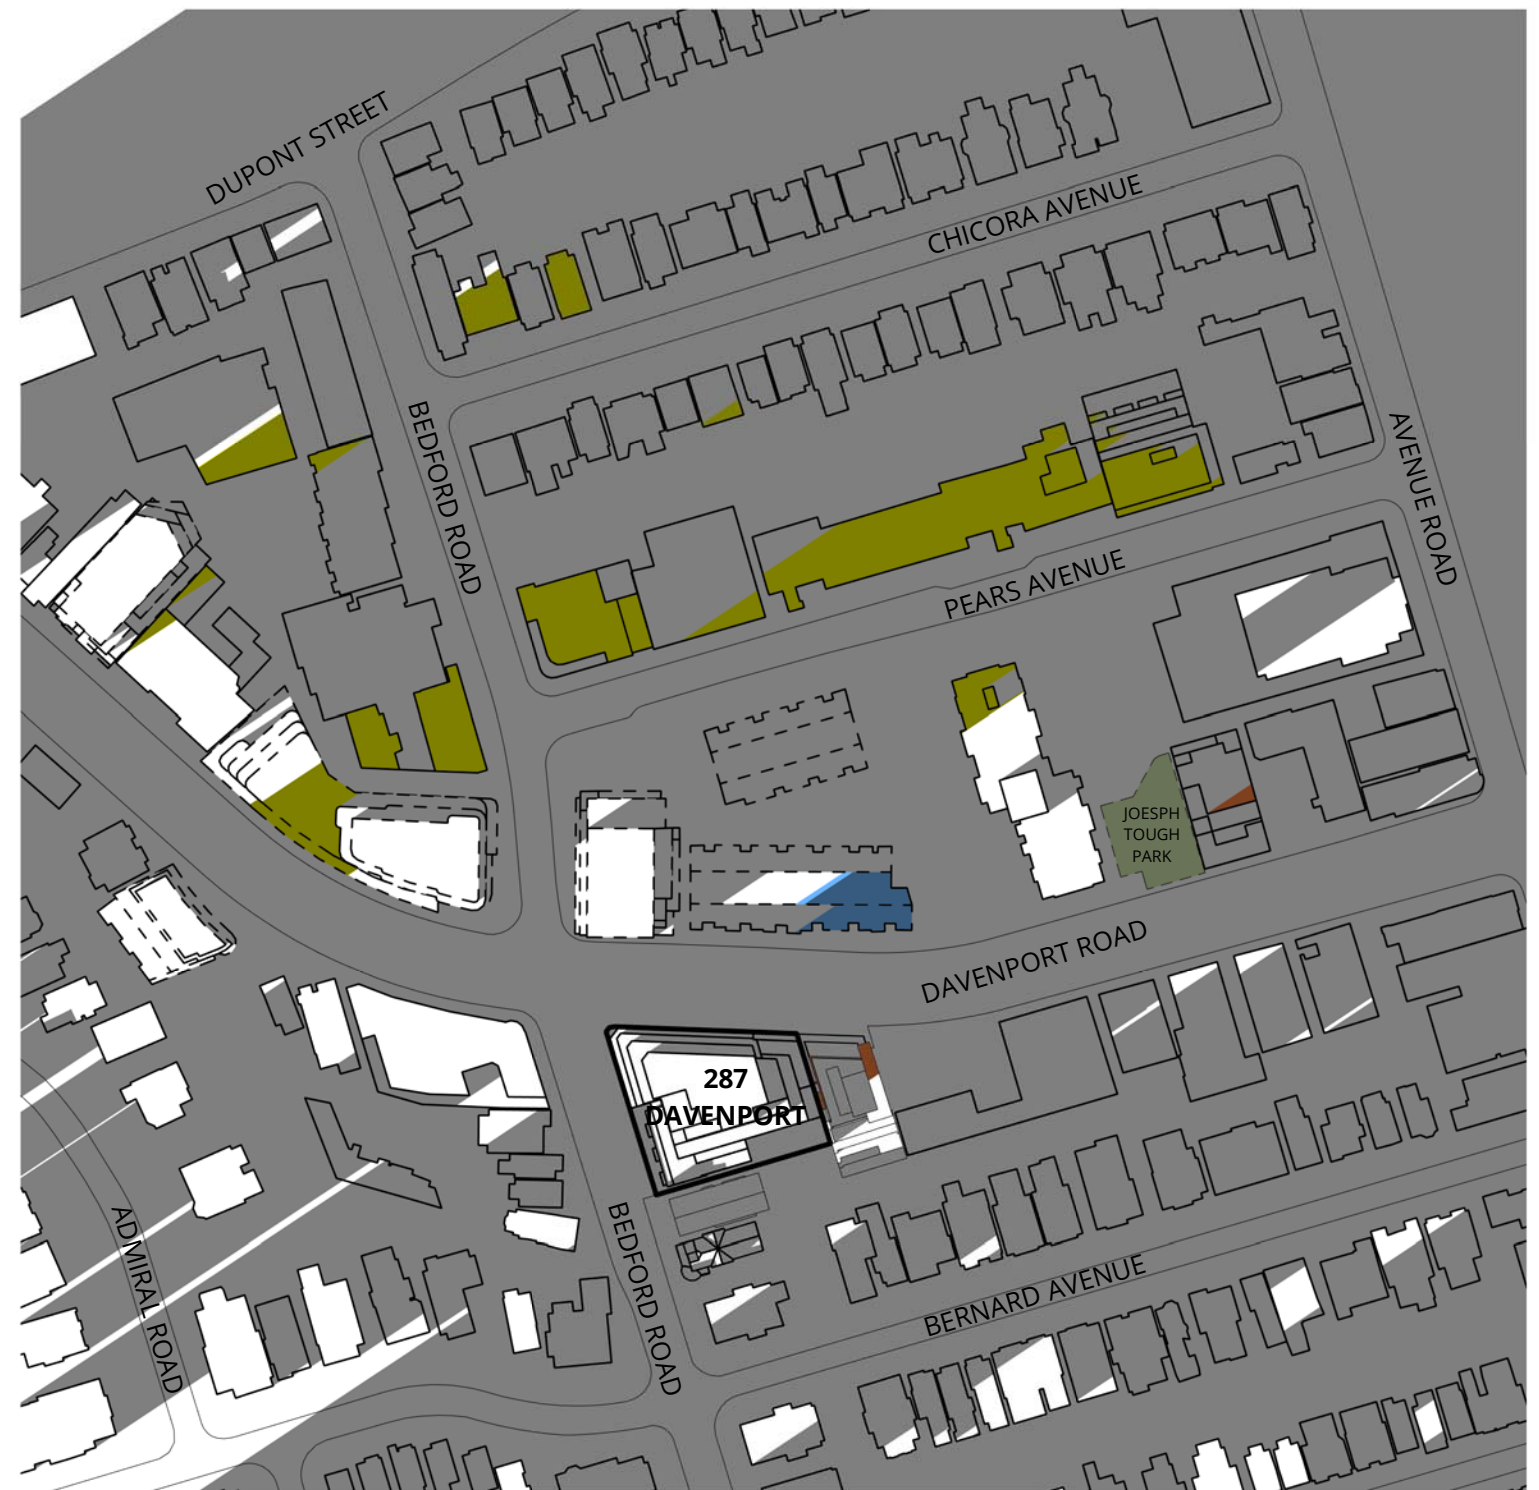 DUPONT STREET
CHICORA AVENUE
BEDFORD ROAD
AVENUE ROAD
PEARS AVENUE
JOESPH
TOUGH
PARK
DAVENPORT ROAD
287
DAVENPORT
ADMIRAL ROAD
BEDFORD ROAD
BERNARD AVENUE